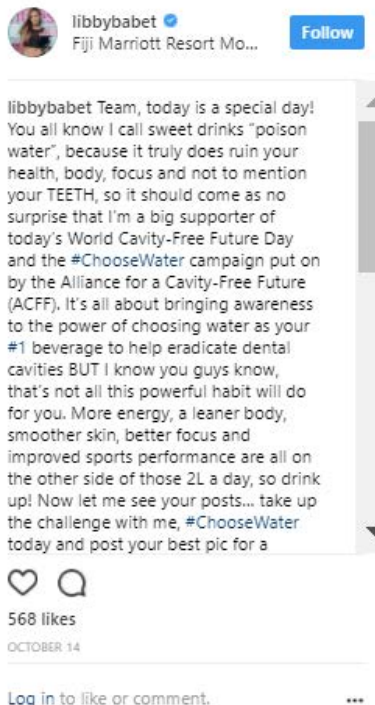 libbybabet
Fiji Marriott Resort Mo...
Follow
libbybabet Team, today is a special day!
You all know I call sweet drinks "poison
water", because it truly does ruin your
health, body, focus and not to mention
your TEETH, so it should come as no
surprise that I'm a big supporter of
today's World Cavity-Free Future Day
and the #ChooseWater campaign put on
by the Alliance for a Cavity-Free Future
(ACFF). It's all about bringing awareness
to the power of choosing water as your
#1 beverage to help eradicate dental
cavities BUT I know you guys know,
that's not all this powerful habit will do
for you. More energy, a leaner body,
smoother skin, better focus and
improved sports performance are all on
the other side of those 2L a day, so drink
up! Now let me see your posts... take up
the challenge with me, #ChooseWater
today and post your best pic for a
568 likes
OCTOBER 14
Log in to like or comment.